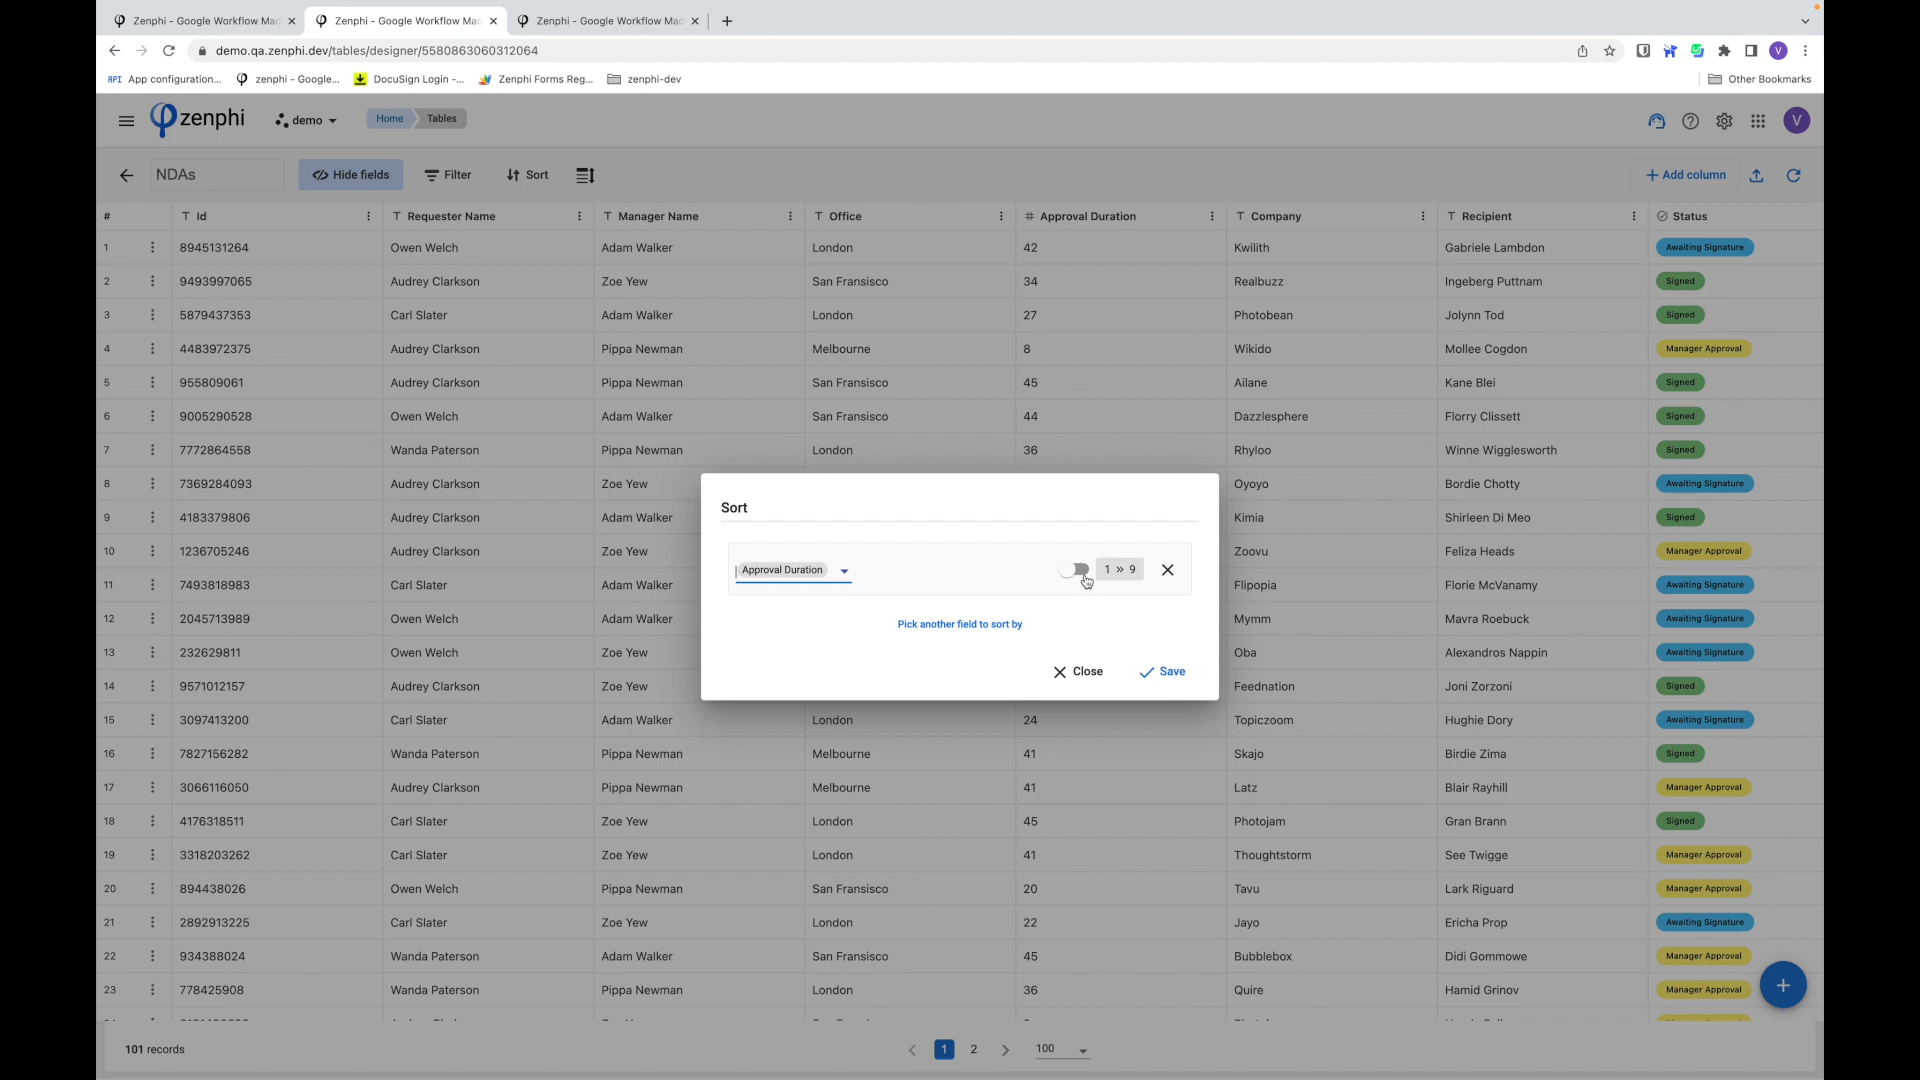 Zenphi - Google Workflow Mac
Zenphi - Google Workflow Mac
Zenphi - Google Workflow Mac
demo.qa.zenphi.dev/tables/designer/5580863060312064
V
API App configuration...
zenphi - Google...
DocuSign Login -...
Zenphi Forms Reg...
zenphi-dev
Other Bookmarks
zenphi
demo
Home
Tables
V
NDAs
Hide fields
Filter
Sort
Add column
# Id Requester Name Manager Name Office # Approval Duration Company Recipient Status
1 8945131264 Owen Welch Adam Walker London 42 Kwilith Gabriele Lambdon Awaiting Signature
2 9493997065 Audrey Clarkson Zoe Yew San Fransisco 34 Realbuzz Ingeberg Puttnam Signed
3 5879437353 Carl Slater Adam Walker London 27 Photobean Jolynn Tod Signed
4 4483972375 Audrey Clarkson Pippa Newman Melbourne 8 Wikido Mollee Cogdon Manager Approval
5 955809061 Audrey Clarkson Pippa Newman San Fransisco 45 Ailane Kane Blei Signed
6 9005290528 Owen Welch Adam Walker San Fransisco 44 Dazzlesphere Florry Clissett Signed
7 7772864558 Wanda Paterson Pippa Newman London 36 Rhyloo Winne Wigglesworth Signed
8 7369284093 Audrey Clarkson Zoe Yew Oyoyo Bordie Chotty Awaiting Signature
9 4183379806 Audrey Clarkson Adam Walker Kimia Shirleen Di Meo Signed
10 1236705246 Audrey Clarkson Zoe Yew Zoovu Feliza Heads Manager Approval
11 7493818983 Carl Slater Adam Walker Flipopia Florie McVanamy Awaiting Signature
12 2045713989 Owen Welch Adam Walker Mymm Mavra Roebuck Awaiting Signature
13 232629811 Owen Welch Zoe Yew Oba Alexandros Nappin Awaiting Signature
14 9571012157 Audrey Clarkson Zoe Yew Feednation Joni Zorzoni Signed
15 3097413200 Carl Slater Adam Walker London 24 Topiczoom Hughie Dory Awaiting Signature
16 7827156282 Wanda Paterson Pippa Newman Melbourne 41 Skajo Birdie Zima Signed
17 3066116050 Audrey Clarkson Pippa Newman Melbourne 41 Latz Blair Rayhill Manager Approval
18 4176318511 Carl Slater Zoe Yew London 45 Photojam Gran Brann Signed
19 3318203262 Carl Slater Zoe Yew London 41 Thoughtstorm See Twigge Manager Approval
20 894438026 Owen Welch Pippa Newman San Fransisco 20 Tavu Lark Riguard Manager Approval
21 2892913225 Carl Slater Zoe Yew London 22 Jayo Ericha Prop Awaiting Signature
22 934388024 Wanda Paterson Adam Walker San Fransisco 45 Bubblebox Didi Gommowe Manager Approval
23 778425908 Wanda Paterson Pippa Newman London 36 Quire Hamid Grinov Manager Approval
Sort
Approval Duration
1 » 9
Pick another field to sort by
Close
Save
101 records
1 2
100